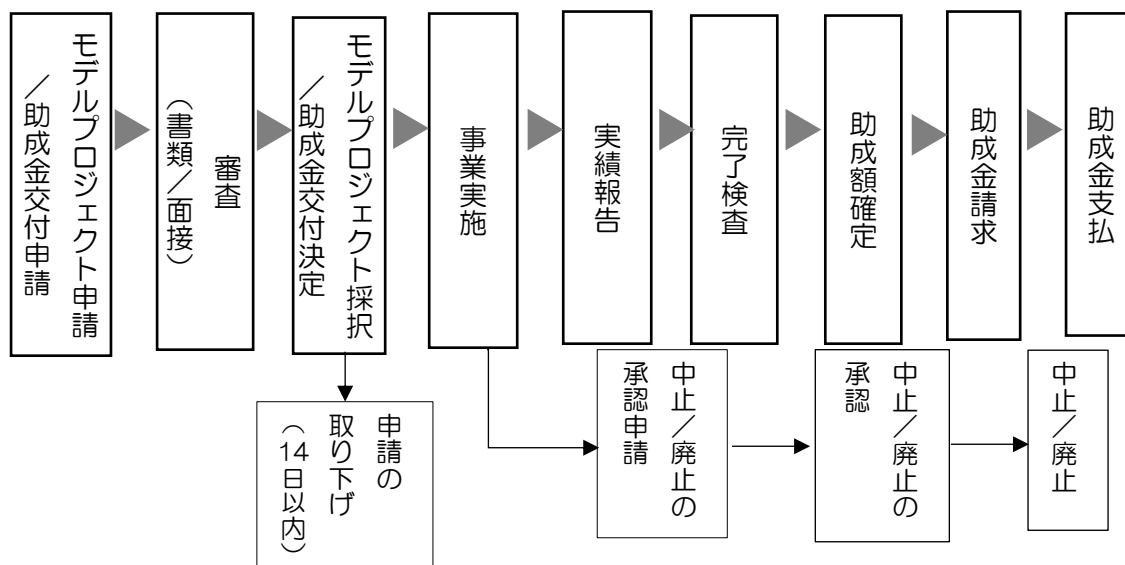 モデルプロジェクト申請
／助成金交付申請
審査
（書類／面接）
モデルプロジェクト採択
／助成金交付決定
事業実施
実績報告
完了検査
助成額確定
助成金請求
助成金支払
申請の
取り下げ
（14日以内）
中止／廃止の
承認申請
中止／廃止の
承認
中止／廃止